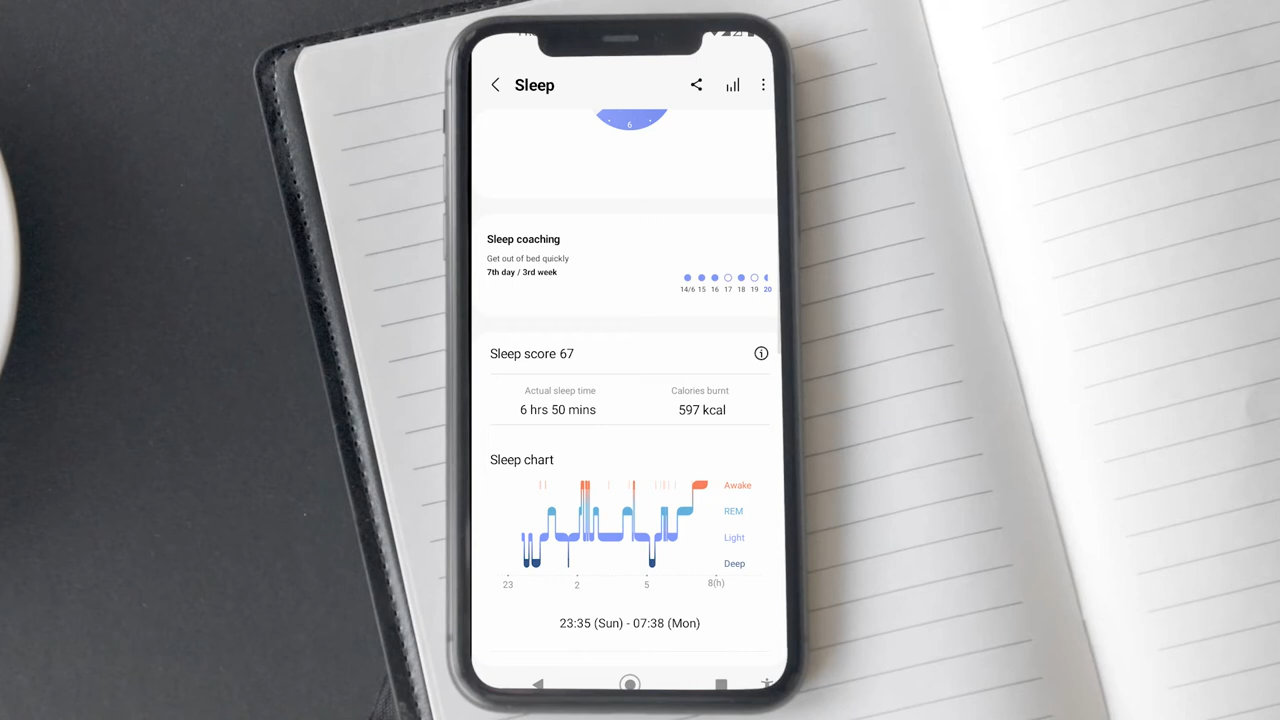 Sleep
6
Sleep coaching
Get out of bed quickly
7th day / 3rd week
14/6 15 16 17 18 19 20
Sleep score 67
Actual sleep time Calories burnt
6 hrs 50 mins 597 kcal
Sleep chart
Awake
REM
Light
Deep
23 2 5 8(h)
23:35 (Sun) - 07:38 (Mon)